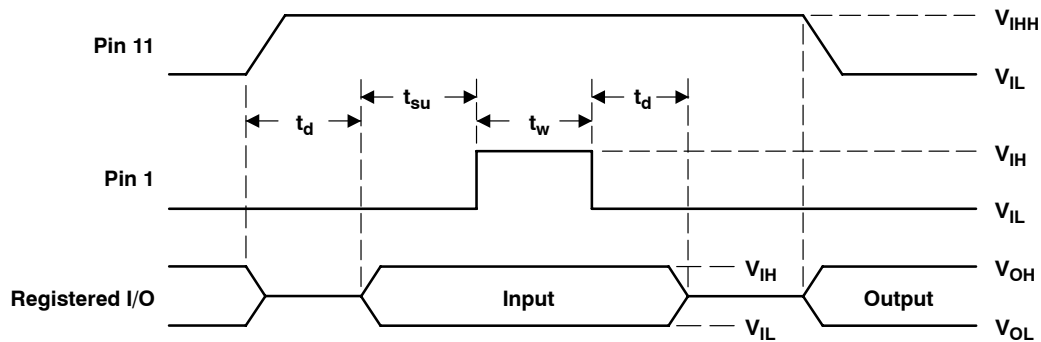 Pin 11
V_IHH
V_IL
t_d
t_su
t_w
t_d
Pin 1
V_IH
V_IL
Registered I/O
Input
V_IH
V_IL
Output
V_OH
V_OL